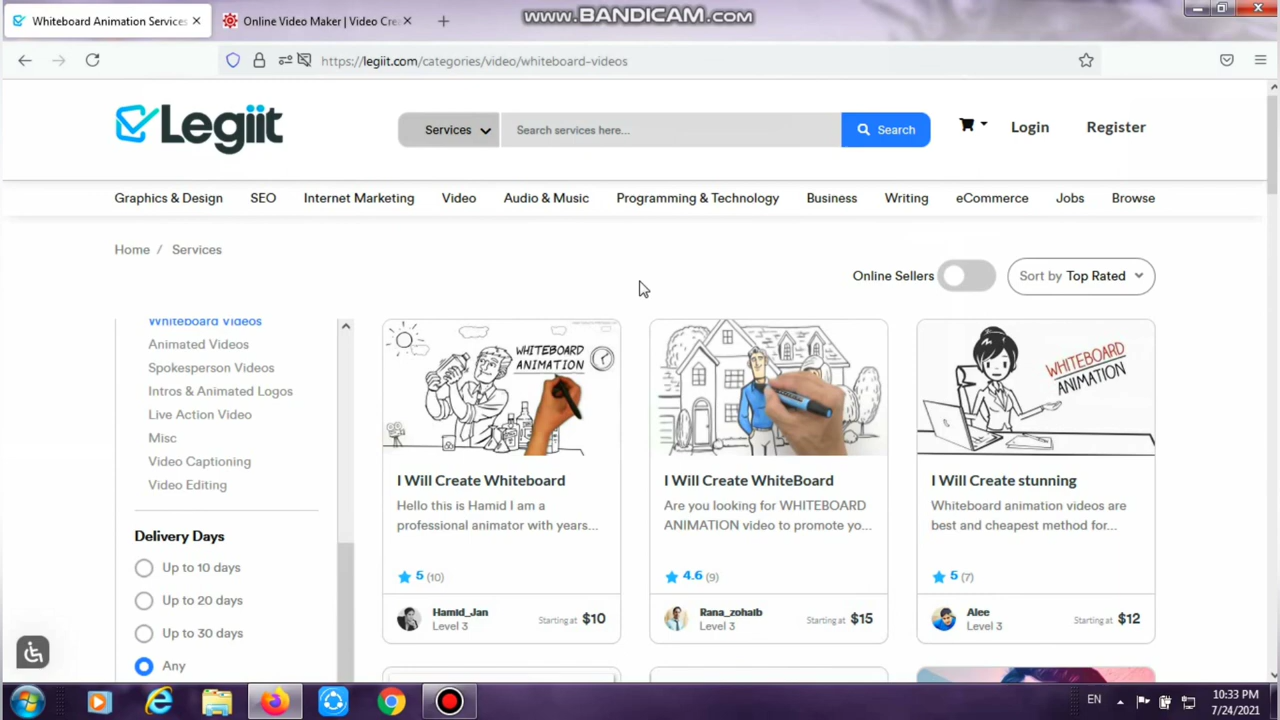 Whiteboard Animation Services
Online Video Maker | Video Cre
www.BANDICAM.com
https://legiit.com/categories/video/whiteboard-videos
Legiit
Services
Search services here...
Search
Login
Register
Graphics & Design
SEO
Internet Marketing
Video
Audio & Music
Programming & Technology
Business
Writing
eCommerce
Jobs
Browse
Home / Services
Online Sellers
Sort by Top Rated
Whiteboard Videos
Animated Videos
Spokesperson Videos
Intros & Animated Logos
Live Action Video
Misc
Video Captioning
Video Editing
Delivery Days
Up to 10 days
Up to 20 days
Up to 30 days
Any
WHITEBOARD
ANIMATION
I Will Create Whiteboard
Hello this is Hamid I am a
professional animator with years...
5 (10)
Hamid_Jan
Level 3
Starting at $10
I Will Create WhiteBoard
Are you looking for WHITEBOARD
ANIMATION video to promote yo...
4.6 (9)
Rana_zohaib
Level 3
Starting at $15
WHITEBOARD
ANIMATION
I Will Create stunning
Whiteboard animation videos are
best and cheapest method for...
5 (7)
Alee
Level 3
Starting at $12
EN
10:33 PM
7/24/2021